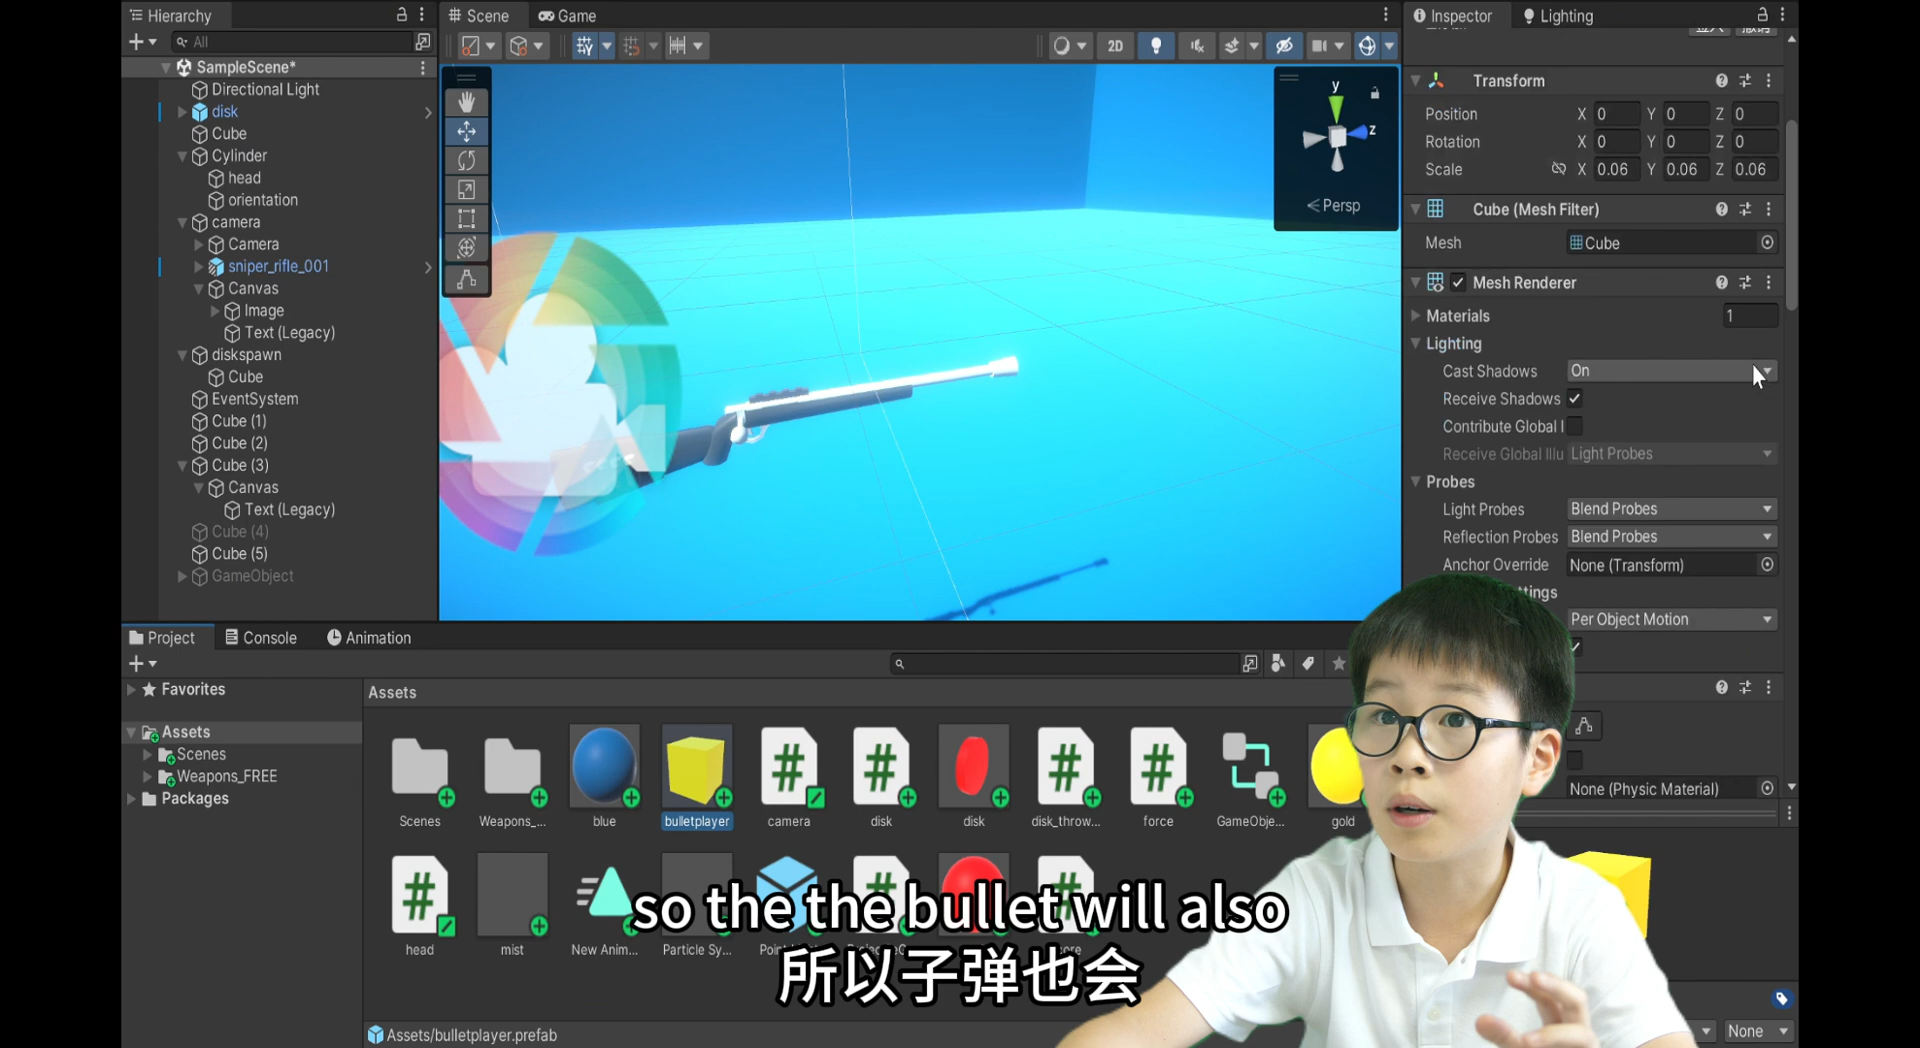 Hierarchy
All
SampleScene*
Directional Light
disk
Cube
Cylinder
head
orientation
camera
Camera
sniper_rifle_001
Canvas
Image
Text (Legacy)
diskspawn
Cube
EventSystem
Cube (1)
Cube (2)
Cube (3)
Canvas
Text (Legacy)
Cube (4)
Cube (5)
GameObject
Scene Game
2D
y
z
Persp
Inspector Lighting
Transform
Position X 0 Y 0 Z 0
Rotation X 0 Y 0 Z 0
Scale X 0.06 Y 0.06 Z 0.06
Cube (Mesh Filter)
Mesh Cube
Mesh Renderer
Materials 1
Lighting
Cast Shadows On
Receive Shadows
Contribute Global I
Receive Global Illu Light Probes
Probes
Light Probes Blend Probes
Reflection Probes Blend Probes
Anchor Override None (Transform)
Per Object Motion
None (Physic Material)
Project Console Animation
Favorites
Assets
Scenes
Weapons_FREE
Packages
Assets
Scenes Weapons_... blue bulletplayer camera disk disk disk_throw... force GameObje... gold
head mist New Anim... Particle Sy...
so the the bullet will also
所以子弹也会
Assets/bulletplayer.prefab
None